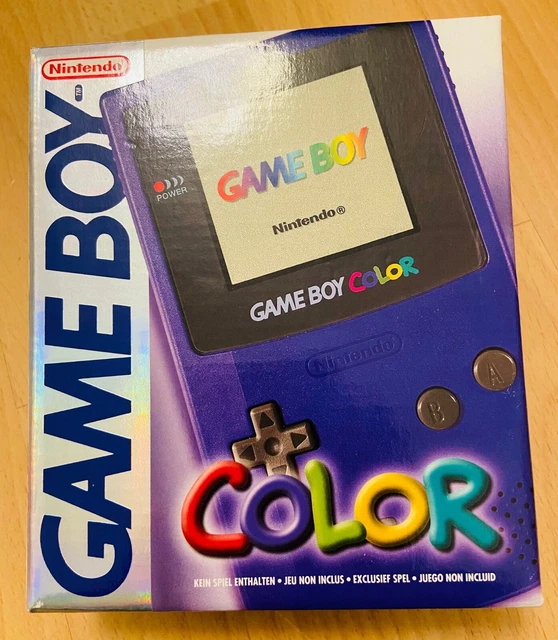 Nintendo
GAME BOY
TM
POWER
GAME BOY
Nintendo®
GAME BOY COLOR
Nintendo
A
B
COLOR
KEIN SPIEL ENTHALTEN • JEU NON INCLUS • EXCLUSIEF SPEL • JUEGO NON INCLUID